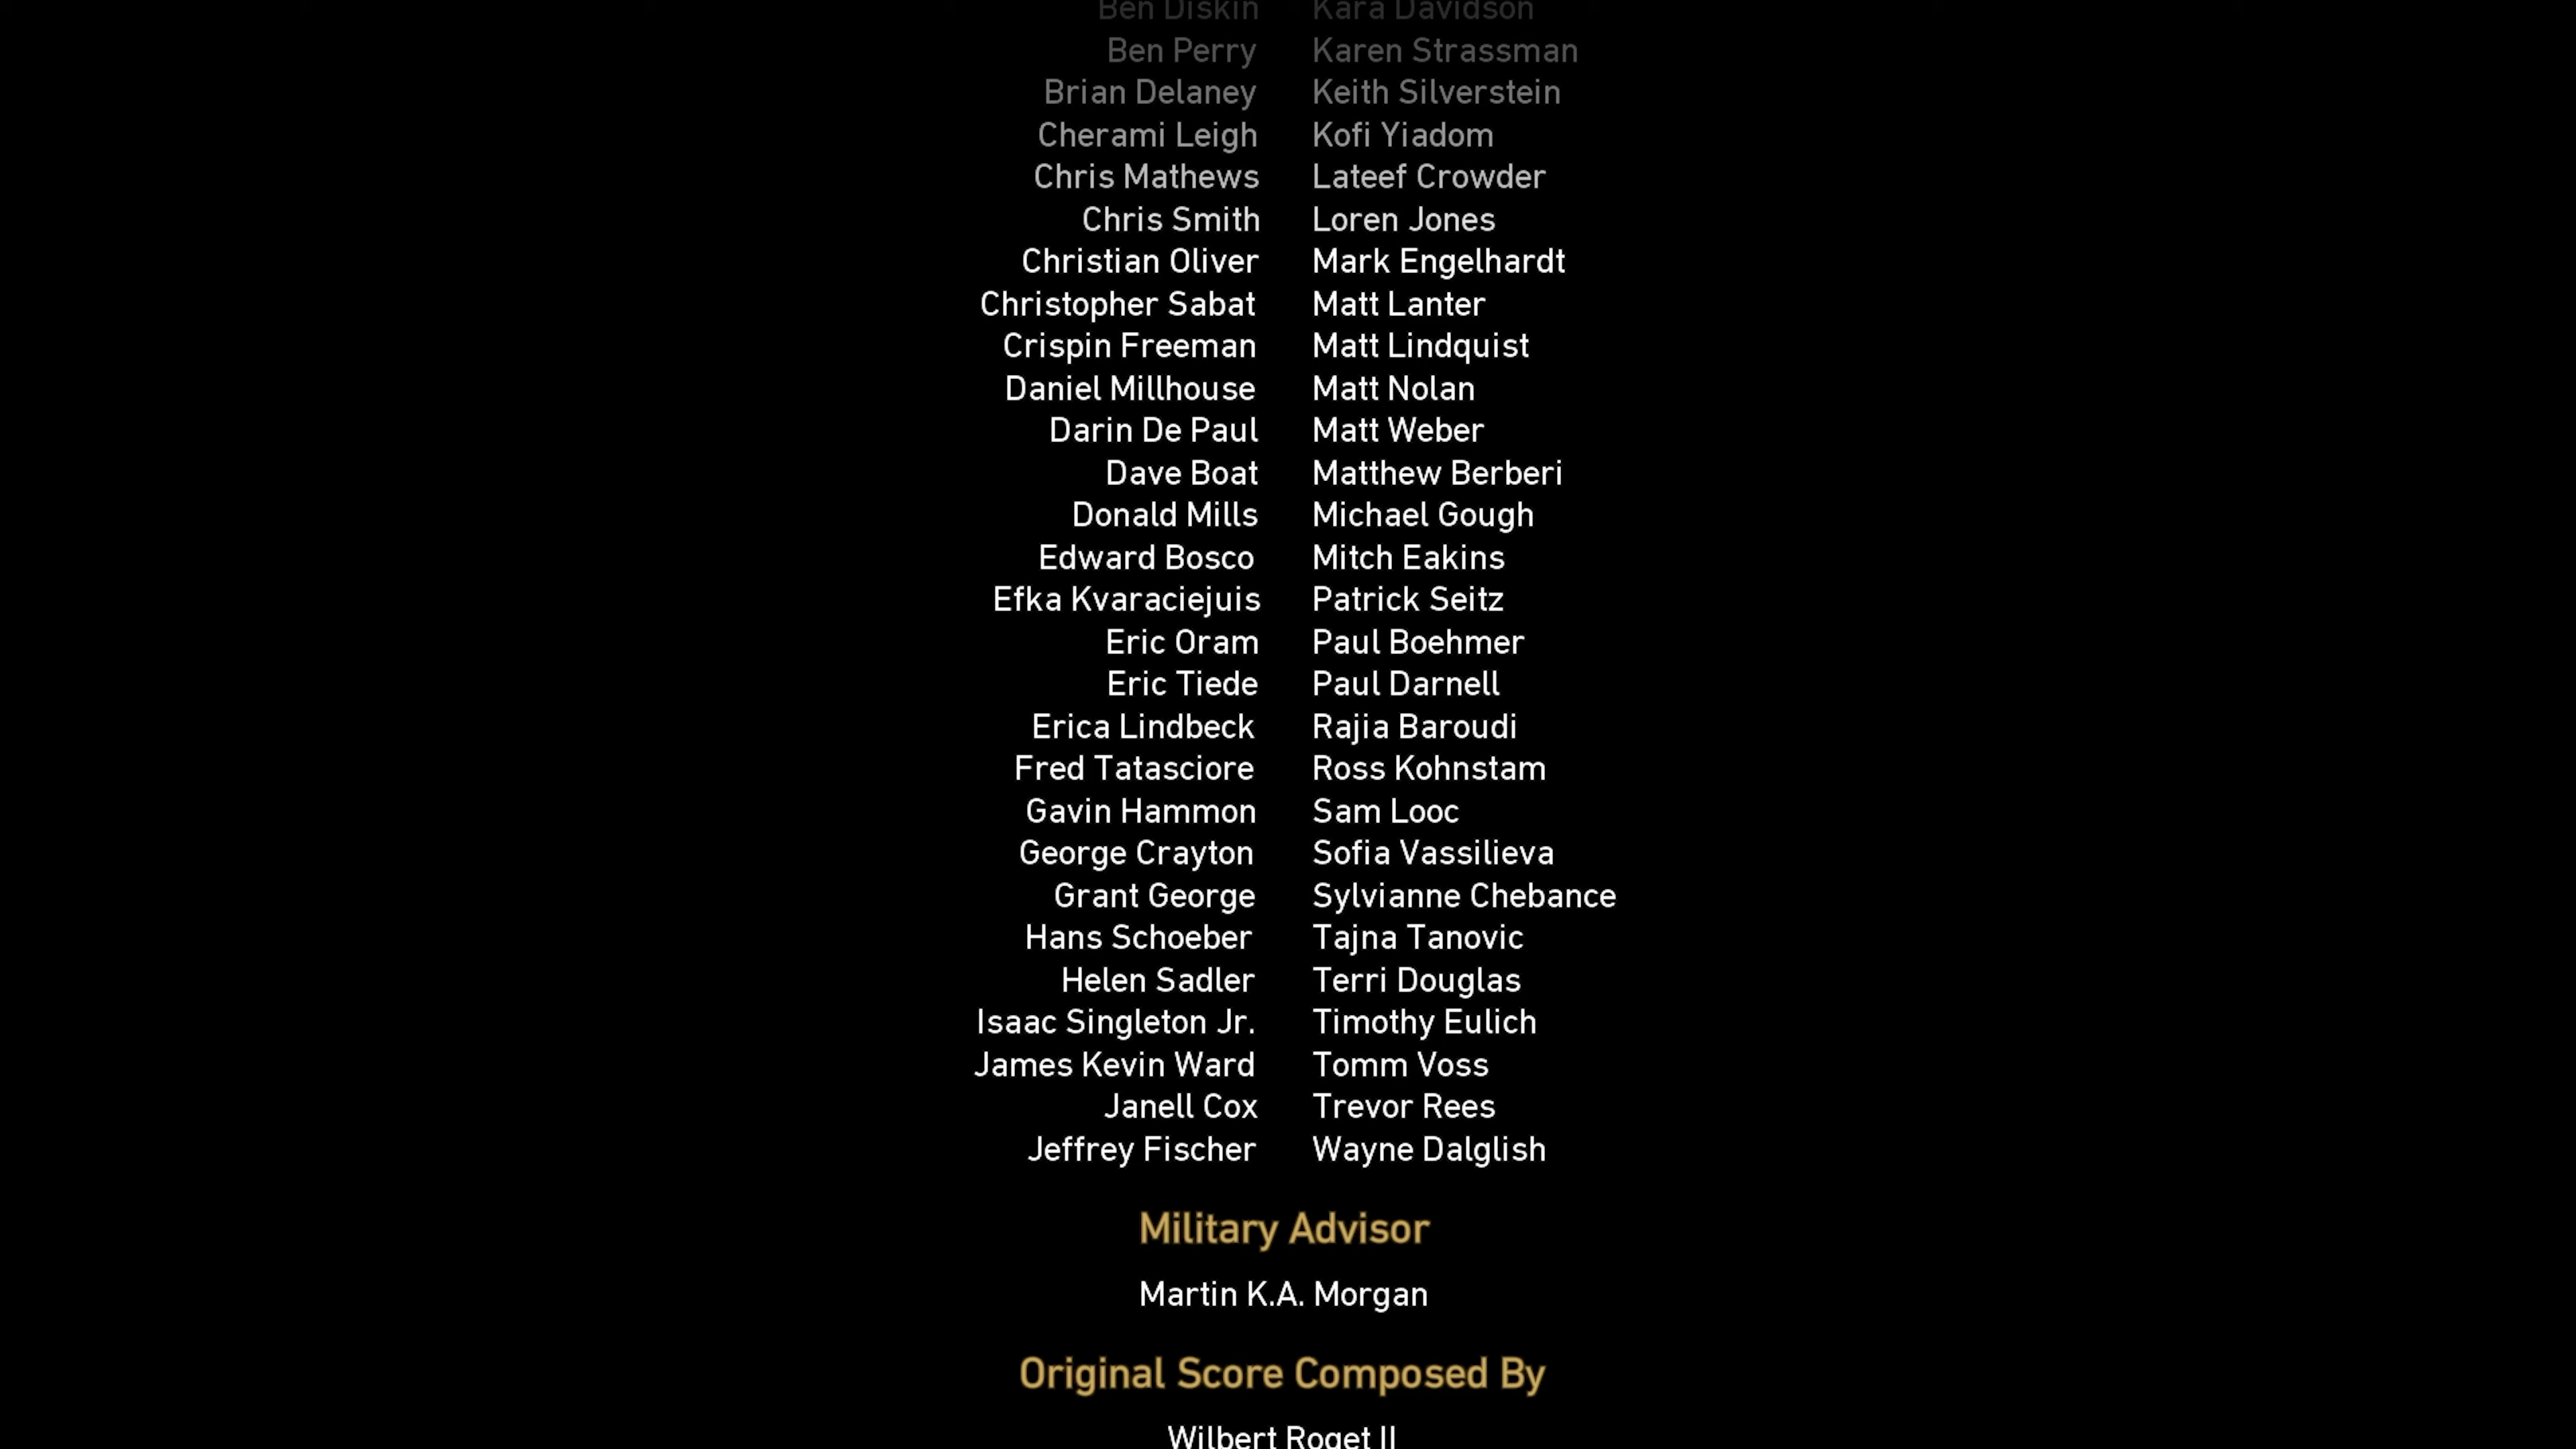 Ben Diskin Kara Davidson
Ben Perry Karen Strassman
Brian Delaney Keith Silverstein
Cherami Leigh Kofi Yiadom
Chris Mathews Lateef Crowder
Chris Smith Loren Jones
Christian Oliver Mark Engelhardt
Christopher Sabat Matt Lanter
Crispin Freeman Matt Lindquist
Daniel Millhouse Matt Nolan
Darin De Paul Matt Weber
Dave Boat Matthew Berberi
Donald Mills Michael Gough
Edward Bosco Mitch Eakins
Efka Kvaraciejuis Patrick Seitz
Eric Oram Paul Boehmer
Eric Tiede Paul Darnell
Erica Lindbeck Rajia Baroudi
Fred Tatasciore Ross Kohnstam
Gavin Hammon Sam Looc
George Crayton Sofia Vassilieva
Grant George Sylvianne Chebance
Hans Schoeber Tajna Tanovic
Helen Sadler Terri Douglas
Isaac Singleton Jr. Timothy Eulich
James Kevin Ward Tomm Voss
Janell Cox Trevor Rees
Jeffrey Fischer Wayne Dalglish
Military Advisor
Martin K.A. Morgan
Original Score Composed By
Wilbert Roget II